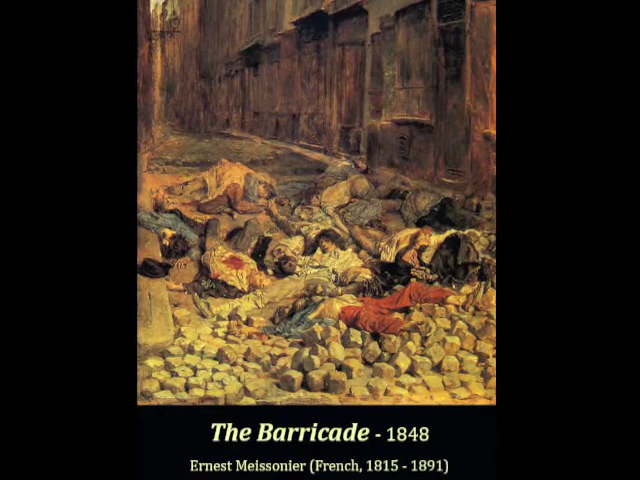 The Barricade - 1848
Ernest Meissonier (French, 1815 - 1891)